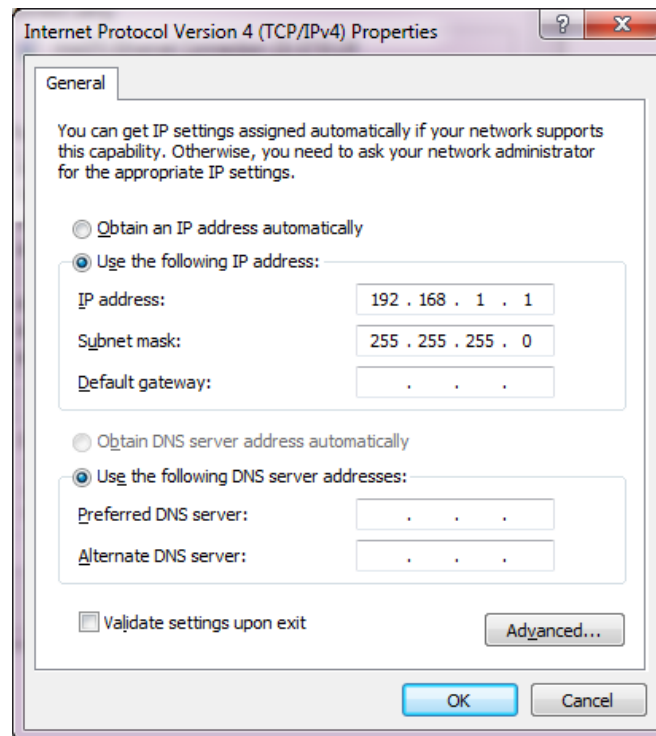 Internet Protocol Version 4 (TCP/IPv4) Properties
General
You can get IP settings assigned automatically if your network supports
this capability. Otherwise, you need to ask your network administrator
for the appropriate IP settings.
Obtain an IP address automatically
Use the following IP address:
IP address: 192 . 168 . 1 . 1
Subnet mask: 255 . 255 . 255 . 0
Default gateway: . . .
Obtain DNS server address automatically
Use the following DNS server addresses:
Preferred DNS server: . . .
Alternate DNS server: . . .
Validate settings upon exit
Advanced...
OK Cancel